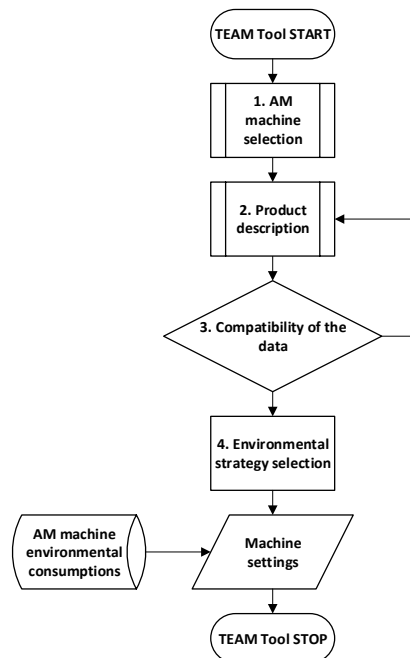 TEAM Tool START
1. AM
machine
selection
2. Product
description
3. Compatibility of the
data
4. Environmental
strategy selection
AM machine
environmental
consumptions
Machine
settings
TEAM Tool STOP